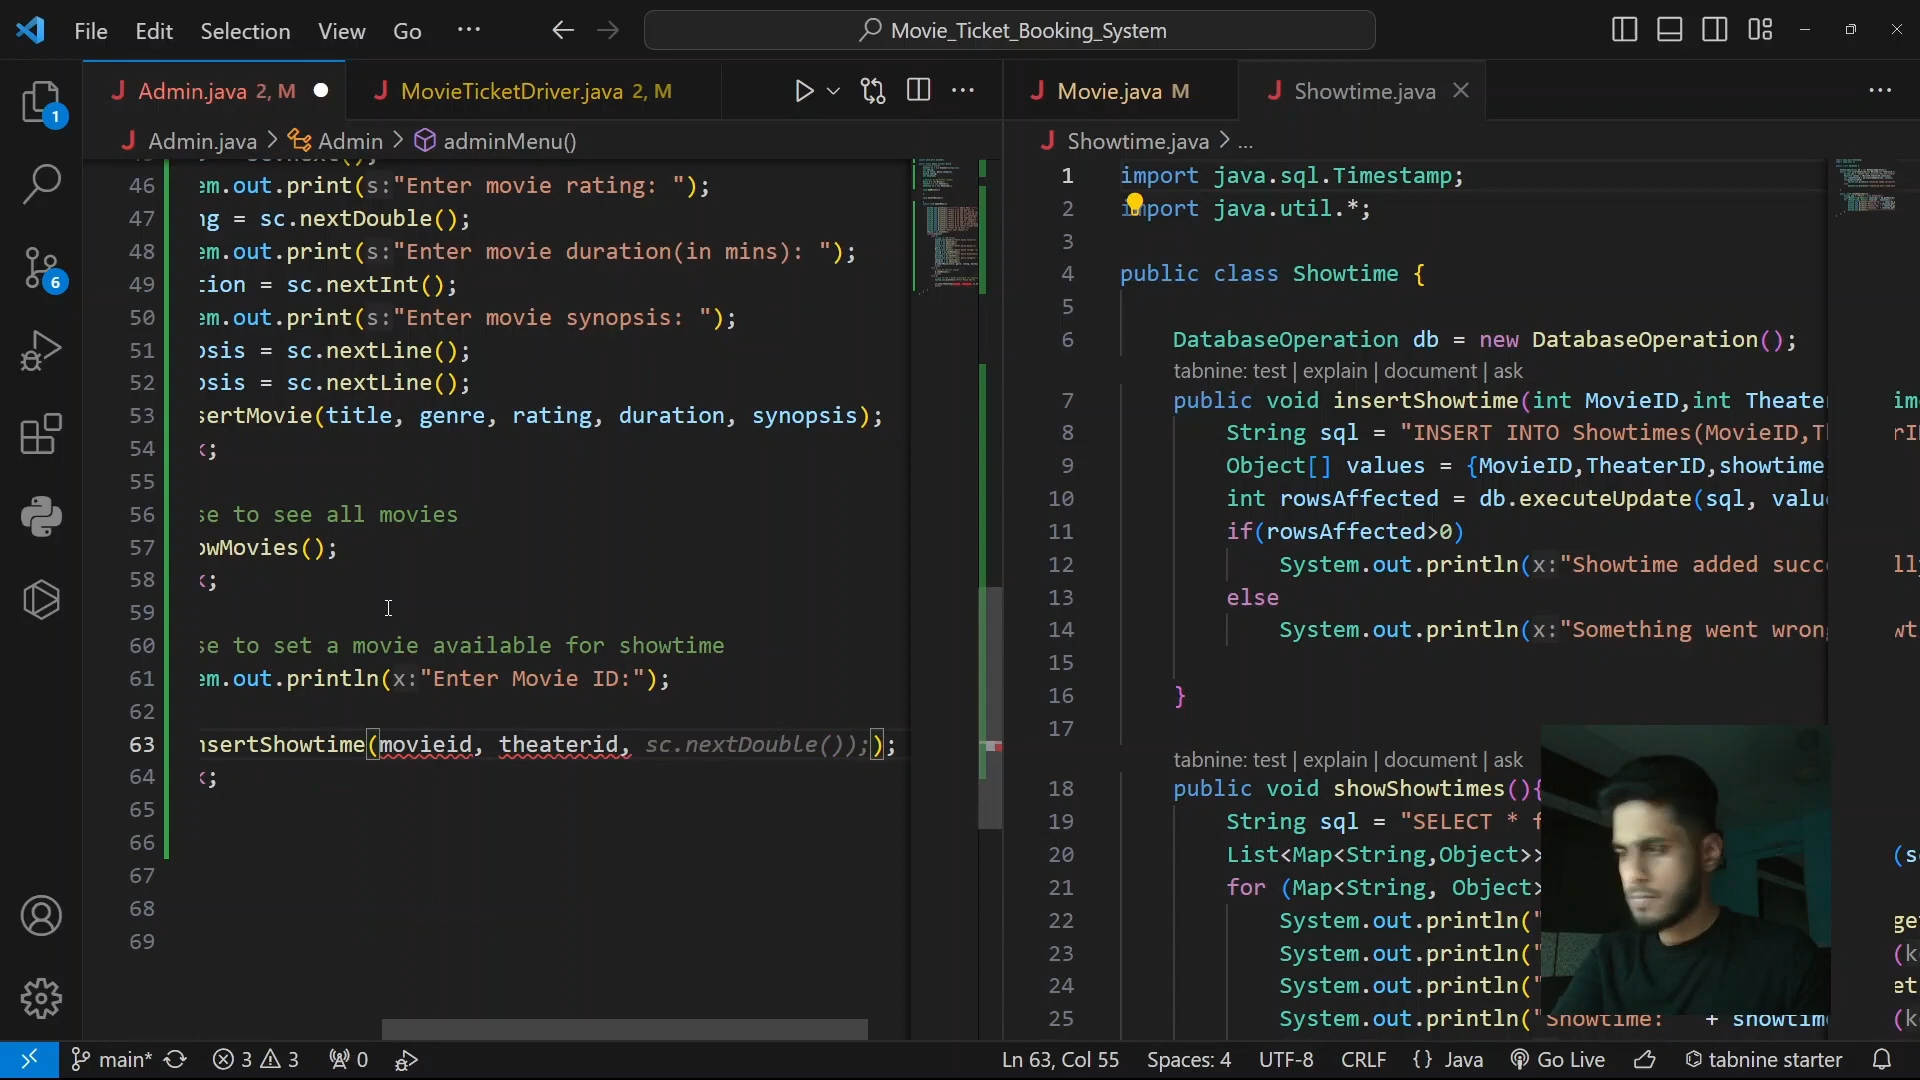 File Edit Selection View Go ... Movie_Ticket_Booking_System
Admin.java 2, M MovieTicketDriver.java 2, M Movie.java M Showtime.java
Admin.java > Admin > adminMenu()
Showtime.java > ...
46 em.out.print(s:"Enter movie rating: ");
47 ng = sc.nextDouble();
48 em.out.print(s:"Enter movie duration(in mins): ");
49 tion = sc.nextInt();
50 em.out.print(s:"Enter movie synopsis: ");
51 psis = sc.nextLine();
52 psis = sc.nextLine();
53 sertMovie(title, genre, rating, duration, synopsis);
54 k;
55
56 se to see all movies
57 owMovies();
58 k;
59
60 se to set a movie available for showtime
61 em.out.println(x:"Enter Movie ID:");
62
63 nsertShowtime(movieid, theaterid, sc.nextDouble()););
64 k;
65
66
67
68
69
1 import java.sql.Timestamp;
2 import java.util.*;
3
4 public class Showtime {
5
6 DatabaseOperation db = new DatabaseOperation();
tabnine: test | explain | document | ask
7 public void insertShowtime(int MovieID,int Theate
8 String sql = "INSERT INTO Showtimes(MovieID,T
9 Object[] values = {MovieID,TheaterID,showtime
10 int rowsAffected = db.executeUpdate(sql, valu
11 if(rowsAffected>0)
12 System.out.println(x:"Showtime added succ
13 else
14 System.out.println(x:"Something went wron
15
16 }
17
tabnine: test | explain | document | ask
18 public void showShowtimes(){
19 String sql = "SELECT * f
20 List<Map<String,Object>>
21 for (Map<String, Object>
22 System.out.println("
23 System.out.println("
24 System.out.println("
25 System.out.println("Showtime: " + showtim
1
6
main* 3 3 0 Ln 63, Col 55 Spaces: 4 UTF-8 CRLF {} Java Go Live tabnine starter